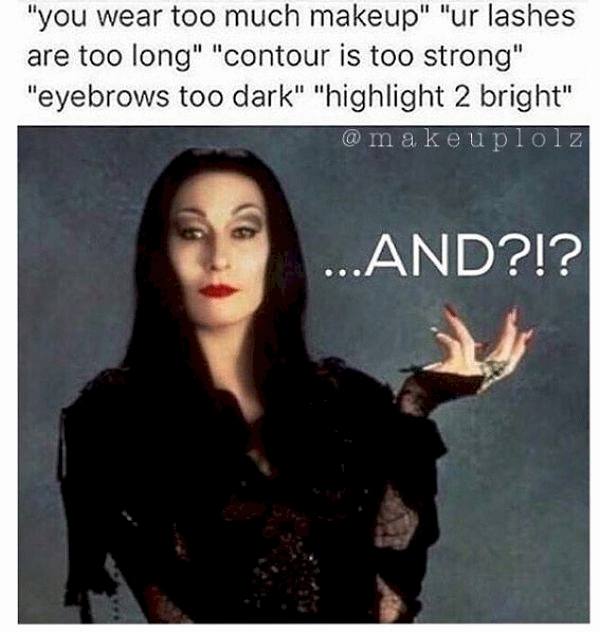 "you wear too much makeup" "ur lashes
are too long" "contour is too strong"
"eyebrows too dark" "highlight 2 bright"
@makeuplolz
...AND?!?